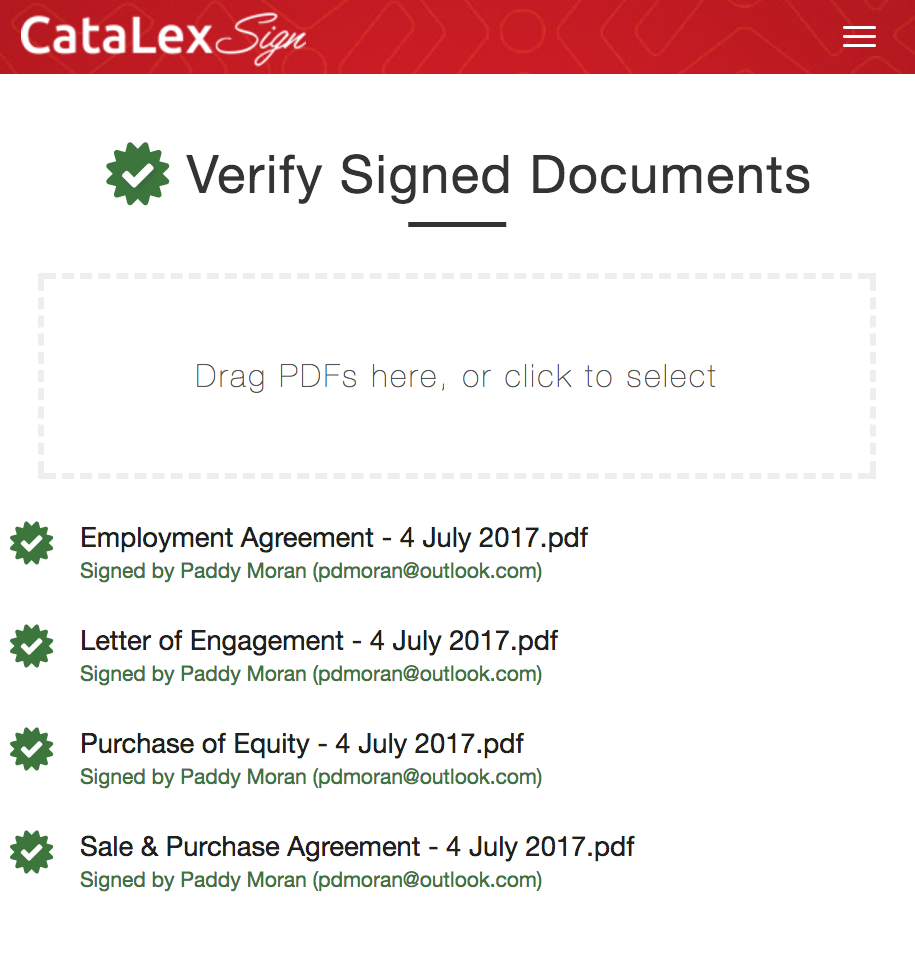 CataLex Sign
Verify Signed Documents
Drag PDFs here, or click to select
Employment Agreement - 4 July 2017.pdf
Signed by Paddy Moran (pdmoran@outlook.com)
Letter of Engagement - 4 July 2017.pdf
Signed by Paddy Moran (pdmoran@outlook.com)
Purchase of Equity - 4 July 2017.pdf
Signed by Paddy Moran (pdmoran@outlook.com)
Sale & Purchase Agreement - 4 July 2017.pdf
Signed by Paddy Moran (pdmoran@outlook.com)